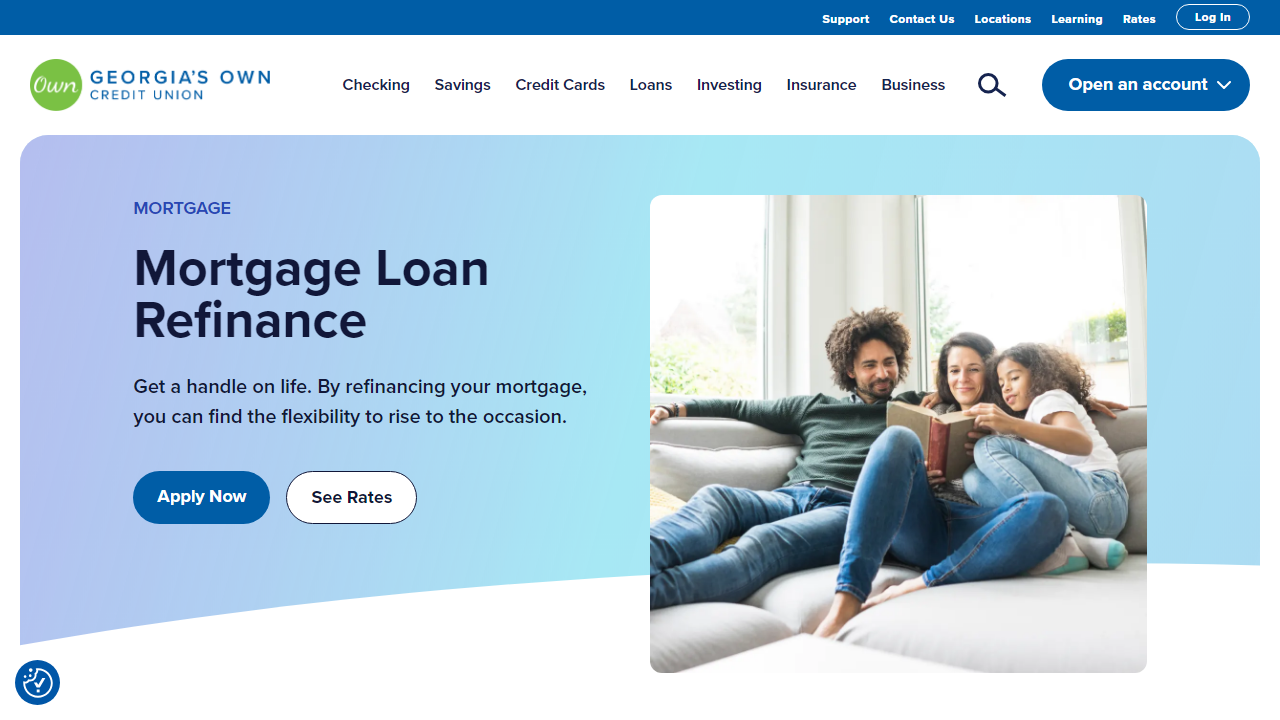 Support Contact Us Locations Learning Rates Log In
Own GEORGIA'S OWN
CREDIT UNION
Checking Savings Credit Cards Loans Investing Insurance Business Open an account
MORTGAGE
Mortgage Loan
Refinance
Get a handle on life. By refinancing your mortgage,
you can find the flexibility to rise to the occasion.
Apply Now See Rates